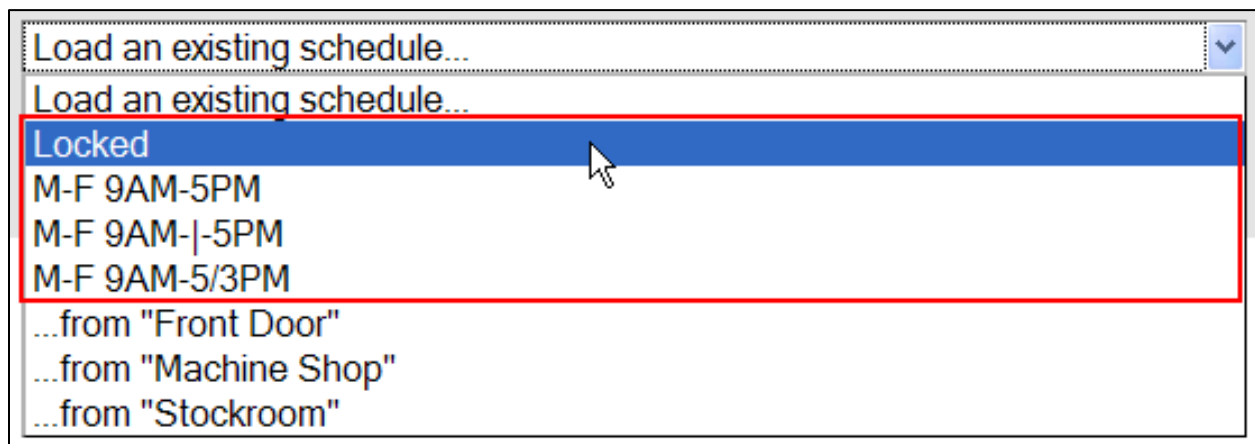 Load an existing schedule...
Load an existing schedule...
Locked
M-F 9AM-5PM
M-F 9AM-|-5PM
M-F 9AM-5/3PM
...from "Front Door"
...from "Machine Shop"
...from "Stockroom"